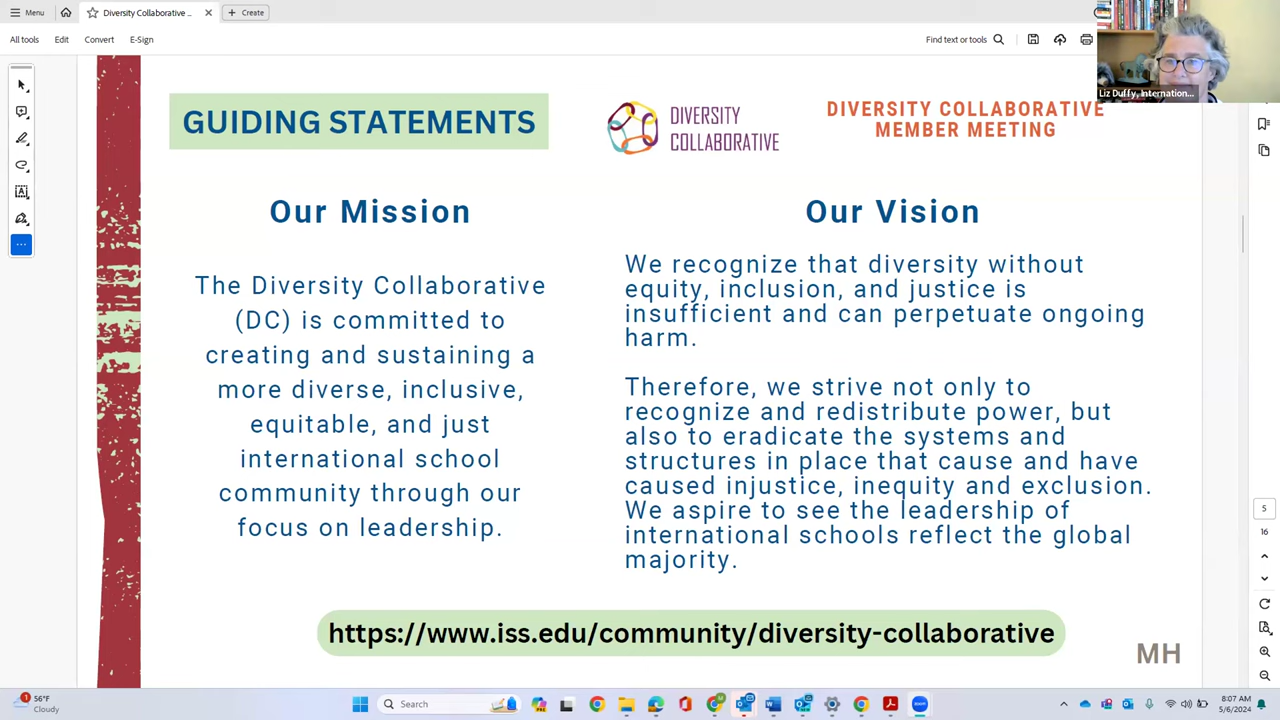 Menu
Diversity Collaborative ...
Create
All tools
Edit
Convert
E-Sign
Find text or tools
Liz Duffy, Internation...
GUIDING STATEMENTS
DIVERSITY
COLLABORATIVE
DIVERSITY COLLABORATIVE
MEMBER MEETING
Our Mission
The Diversity Collaborative
(DC) is committed to
creating and sustaining a
more diverse, inclusive,
equitable, and just
international school
community through our
focus on leadership.
Our Vision
We recognize that diversity without
equity, inclusion, and justice is
insufficient and can perpetuate ongoing
harm.
Therefore, we strive not only to
recognize and redistribute power, but
also to eradicate the systems and
structures in place that cause and have
caused injustice, inequity and exclusion.
We aspire to see the leadership of
international schools reflect the global
majority.
https://www.iss.edu/community/diversity-collaborative
MH
5
16
1
56°F
Cloudy
Search
8:07 AM
5/6/2024